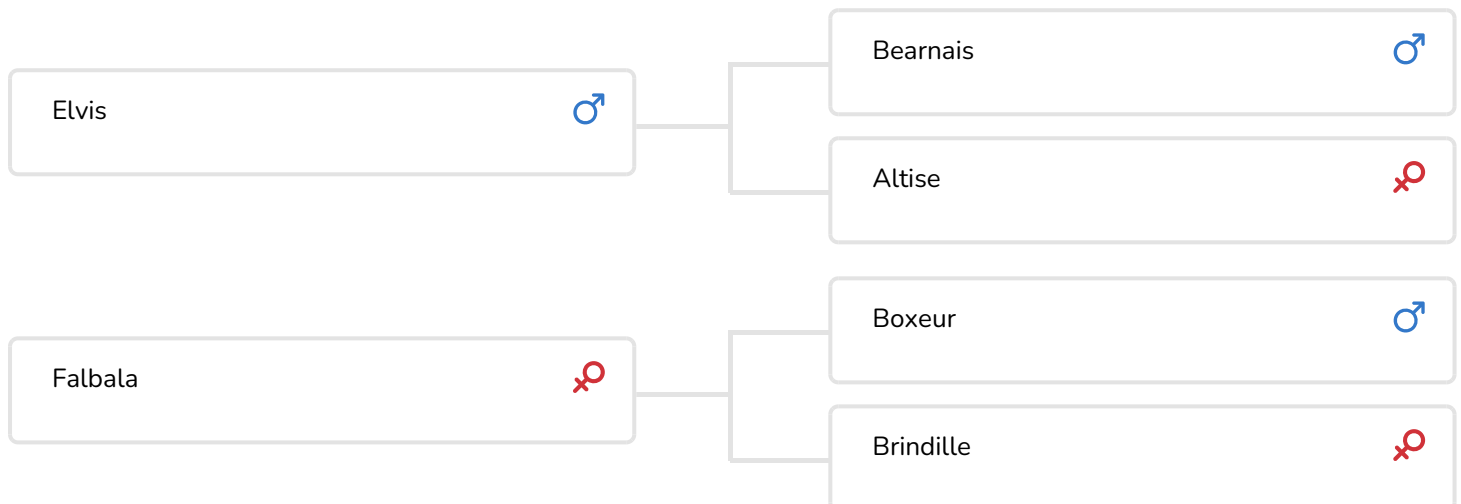 Elvis
Bearnais
Altise
Falbala
Boxeur
Brindille